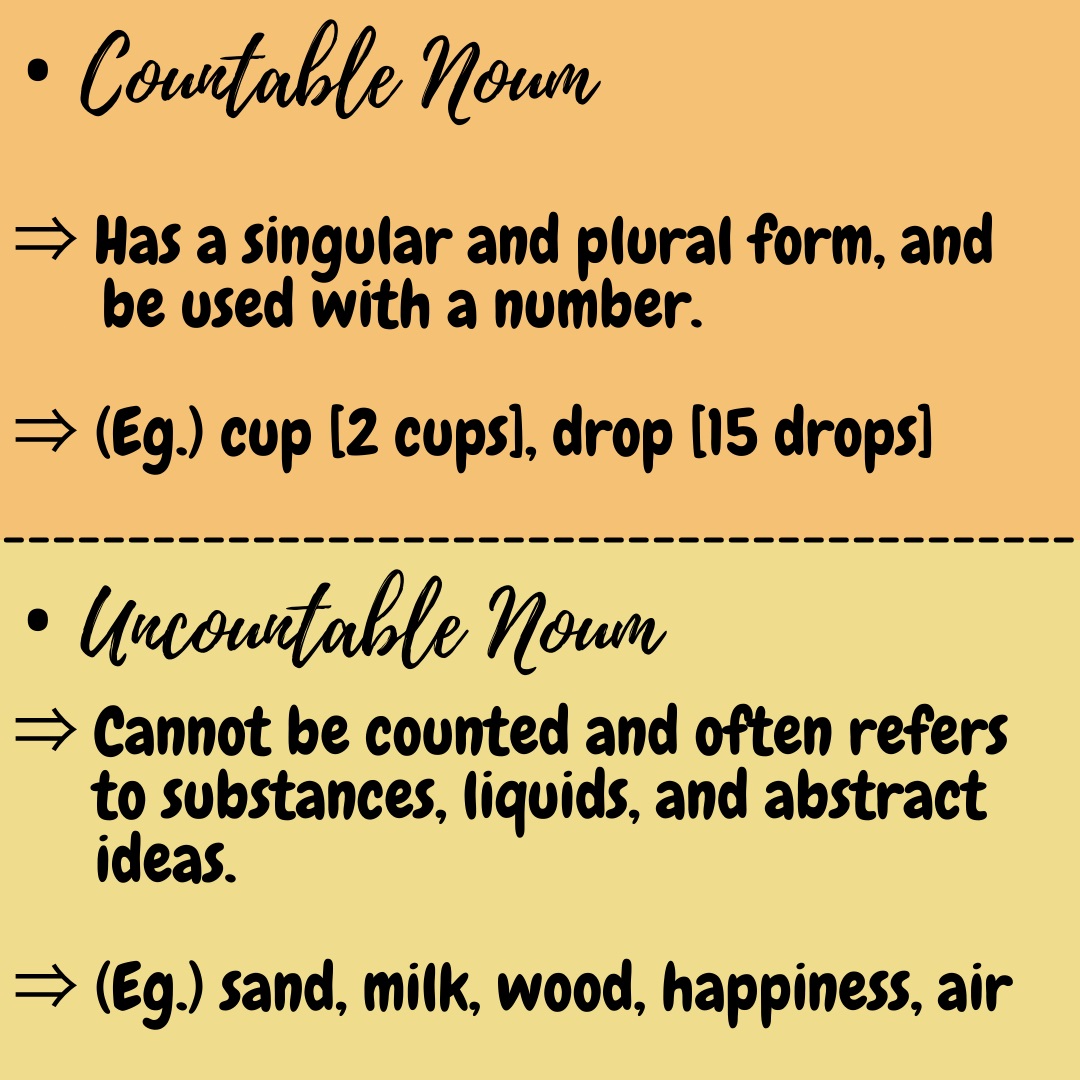 • Countable Noum
⇒ Has a singular and plural form, and
be used with a number.
⇒ (Eg.) cup [2 cups], drop [15 drops]
• Uncountable Noum
⇒ Cannot be counted and often refers
to substances, liquids, and abstract
ideas.
⇒ (Eg.) sand, milk, wood, happiness, air